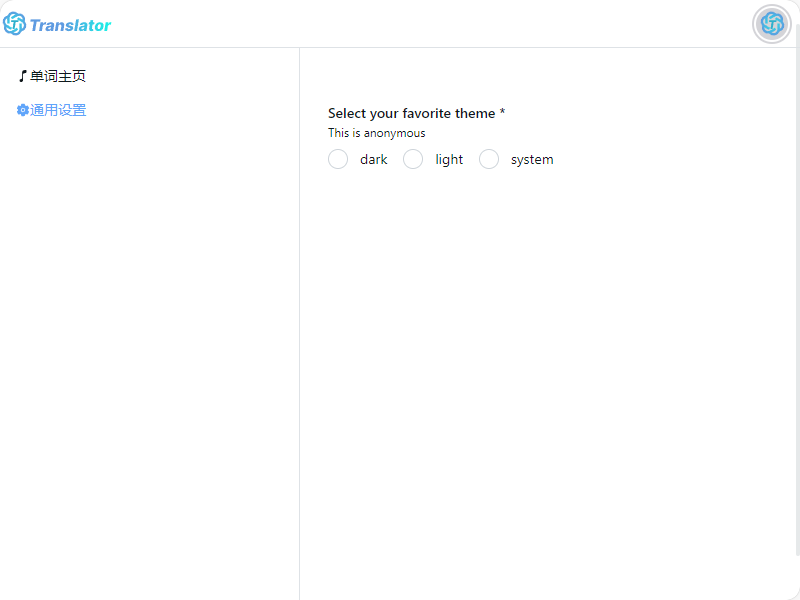 Translator
单词主页
通用设置
Select your favorite theme *
This is anonymous
dark light system